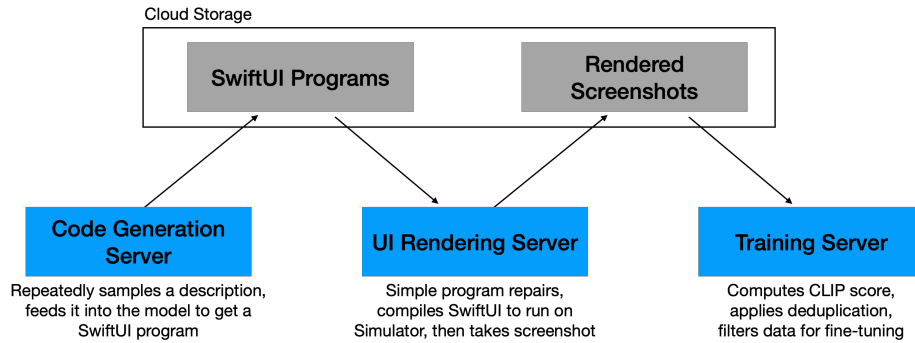 Cloud Storage
SwiftUI Programs
Rendered
Screenshots
Code Generation
Server
UI Rendering Server
Training Server
Repeatedly samples a description,
feeds it into the model to get a
SwiftUI program
Simple program repairs,
compiles SwiftUI to run on
Simulator, then takes screenshot
Computes CLIP score,
applies deduplication,
filters data for fine-tuning